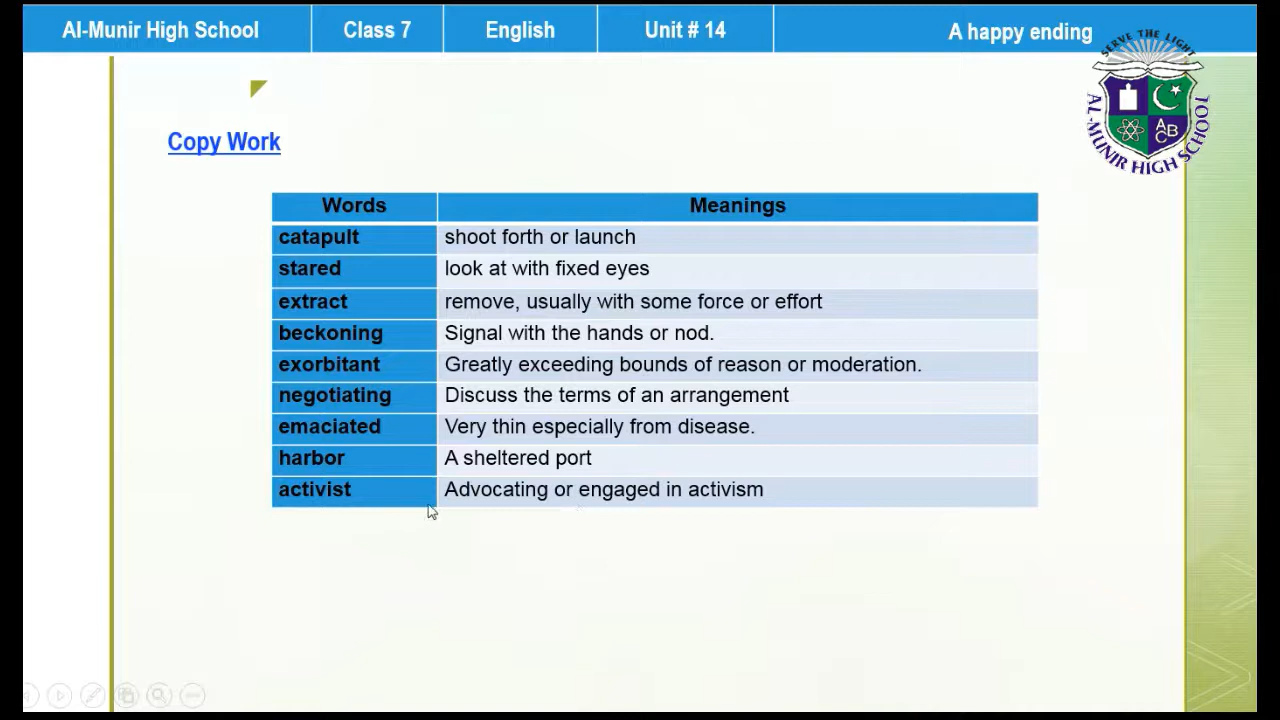 Al-Munir High School Class 7 English Unit # 14 A happy ending
SERVE THE LIGHT
A B C
AL-MUNIR HIGH SCHOOL
Copy Work
Words Meanings
catapult shoot forth or launch
stared look at with fixed eyes
extract remove, usually with some force or effort
beckoning Signal with the hands or nod.
exorbitant Greatly exceeding bounds of reason or moderation.
negotiating Discuss the terms of an arrangement
emaciated Very thin especially from disease.
harbor A sheltered port
activist Advocating or engaged in activism